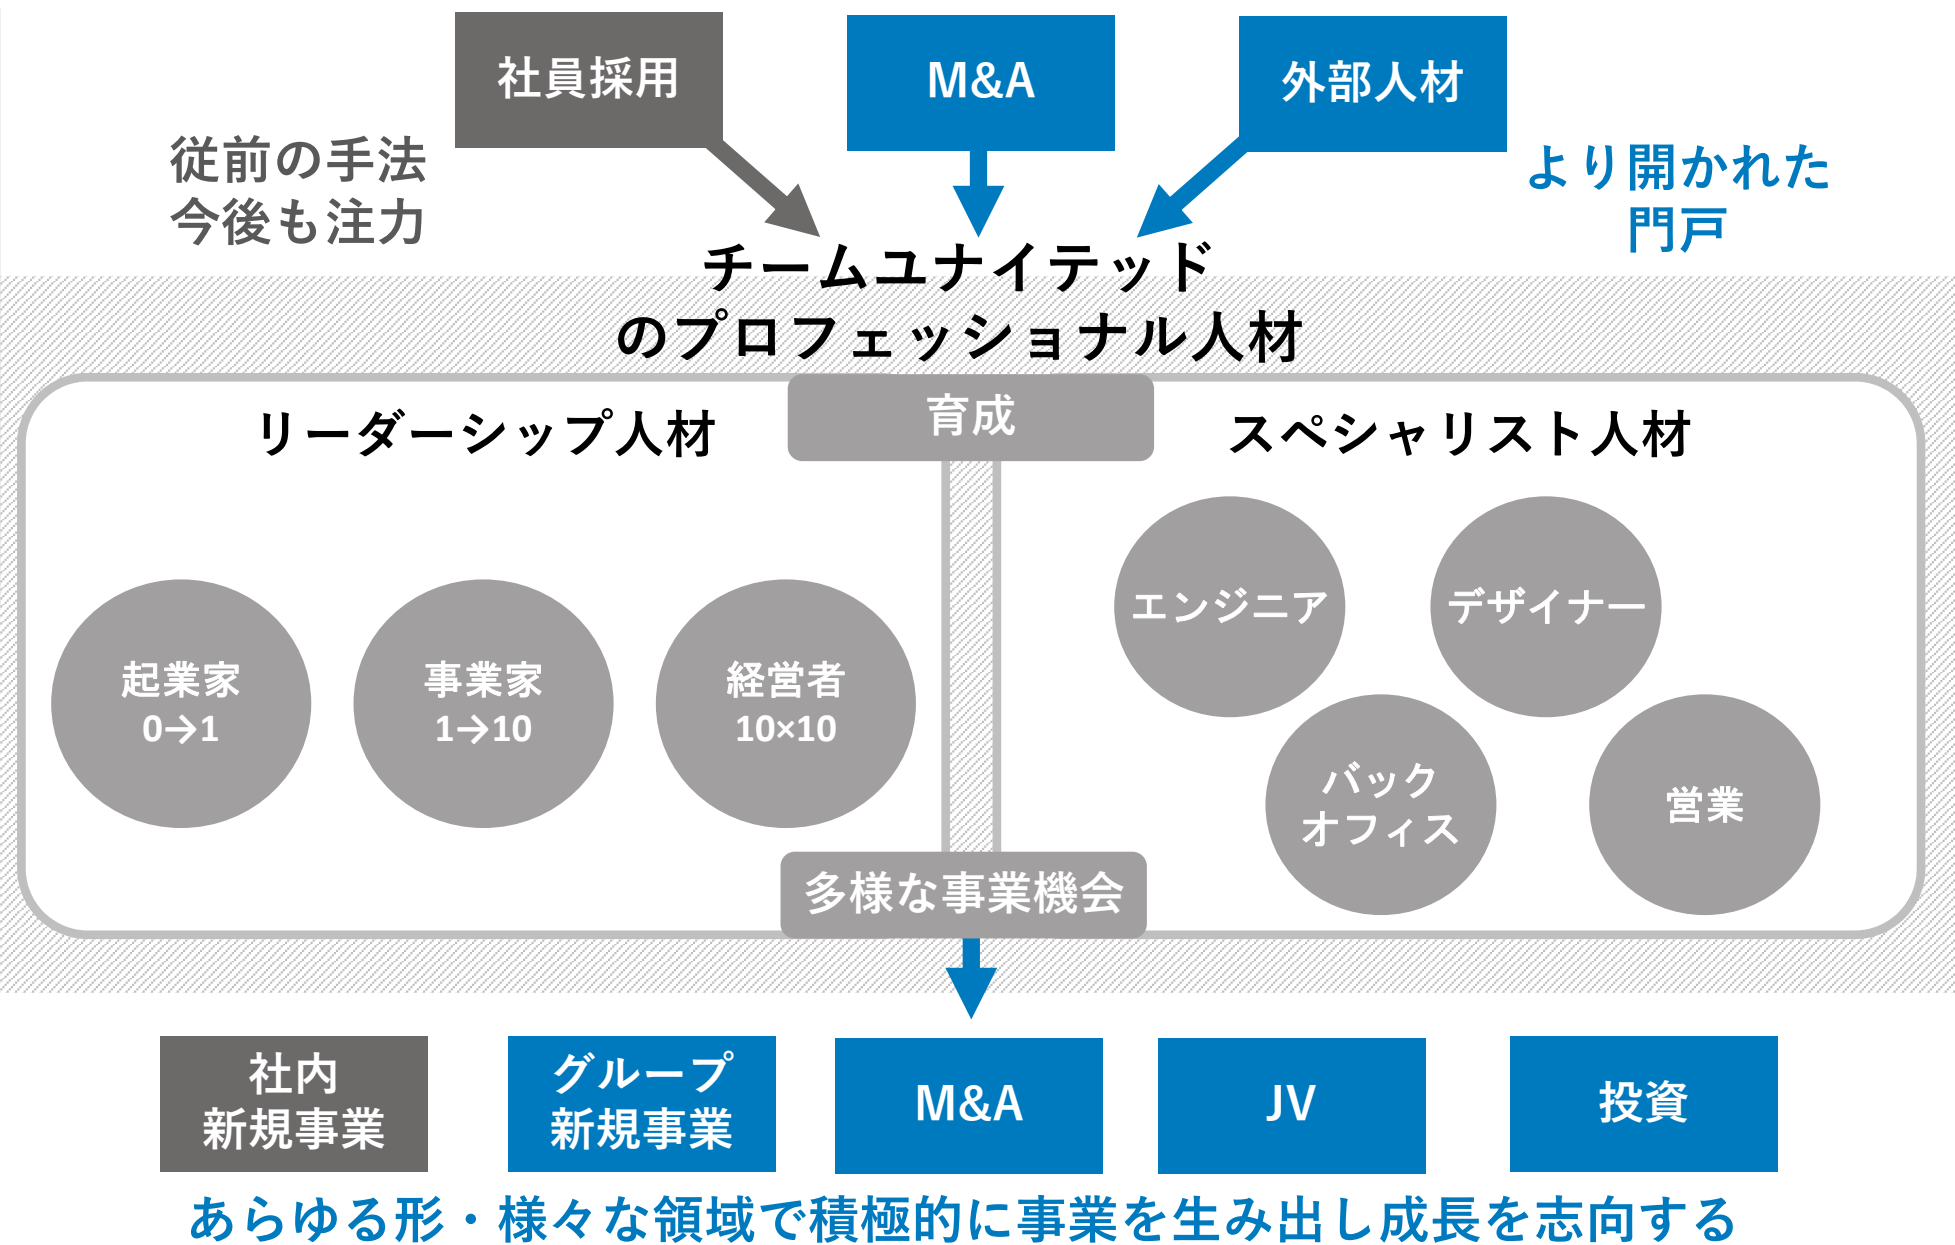 社員採用
M&A
外部人材
従前の手法
今後も注力
より開かれた
門戸
チームユナイテッド
のプロフェッショナル人材
育成
リーダーシップ人材
スペシャリスト人材
起業家
0→1
事業家
1→10
経営者
10×10
エンジニア
デザイナー
バック
オフィス
営業
多様な事業機会
社内
新規事業
グループ
新規事業
M&A
JV
投資
あらゆる形・様々な領域で積極的に事業を生み出し成長を志向する